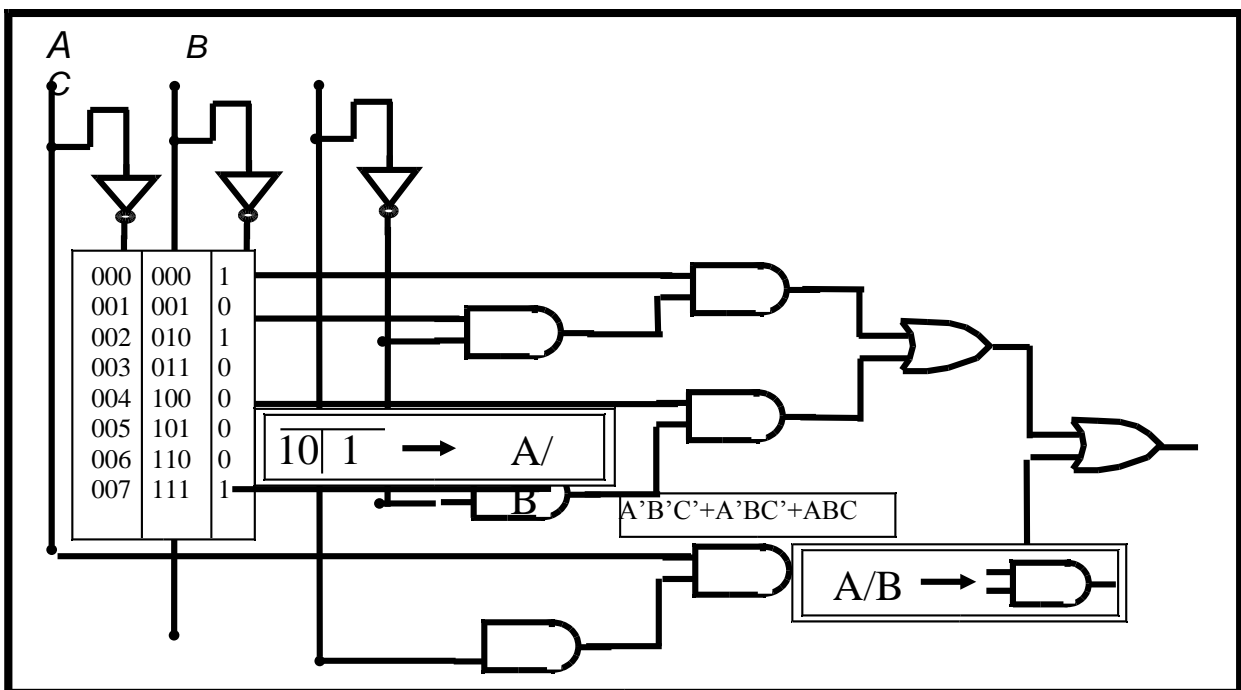 A B
C
000 000 1
001 001 0
002 010 1
003 011 0
004 100 0
005 101 0
006 110 0
007 111 1
10 1 → A/
B
A’B’C’+A’BC’+ABC
A/B →